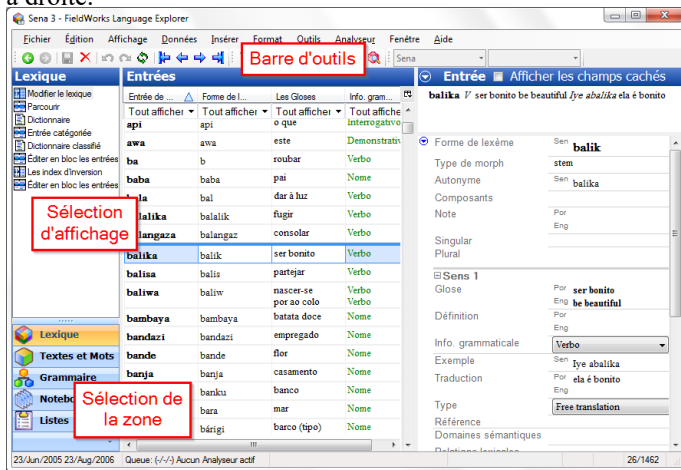 à droite.
Sena 3 - FieldWorks Language Explorer
Fichier Édition Affichage Données Insérer Format Outils Analyseur Fenêtre Aide
Barre d'outils
Sena
Lexique
Modifier le lexique
Parcourir
Dictionnaire
Entrée catégoriée
Dictionnaire classifié
Éditer en bloc les entrées
Les index d'inversion
Éditer en bloc les entrées
Sélection
d'affichage
Lexique
Textes et Mots
Grammaire
Listes
Sélection de
la zone
Entrées
Entrée de ... Forme de l... Les Gloses Info. gram...
Tout afficher Tout afficher Tout afficher Tout affiche
api api o que Interrogativo
awa awa este Demonstrativ
ba b roubar Verbo
baba baba pai Nome
bal dar à luz Verbo
balalik fugir Verbo
balangaz consolar Verbo
balika balik ser bonito Verbo
balisa balis partejar Verbo
baliwa baliw nascer-se Verbo
por ao colo Verbo
bambaya bambaya batata doce Nome
bandazi bandazi empregado Nome
bande bande flor Nome
banja banja casamento Nome
banku banco Nome
bara mar Nome
bárigi barco (tipo) Nome
Entrée Afficher les champs cachés
balika V ser bonito be beautiful Iye abalika ela é bonito
Forme de lexème Sen balik
Type de morph stem
Autonyme Sen balika
Composants
Note Por
Eng
Singular
Plural
Sens 1
Glose Por ser bonito
Eng be beautiful
Définition Por
Eng
Info. grammaticale Verbo
Exemple Sen Iye abalika
Traduction Por ela é bonito
Eng
Type Free translation
Référence
Domaines sémantiques
Relations lexicales
23/Jun/2005 23/Aug/2006 Queue: (-/-/-) Aucun Analyseur actif 26/1462